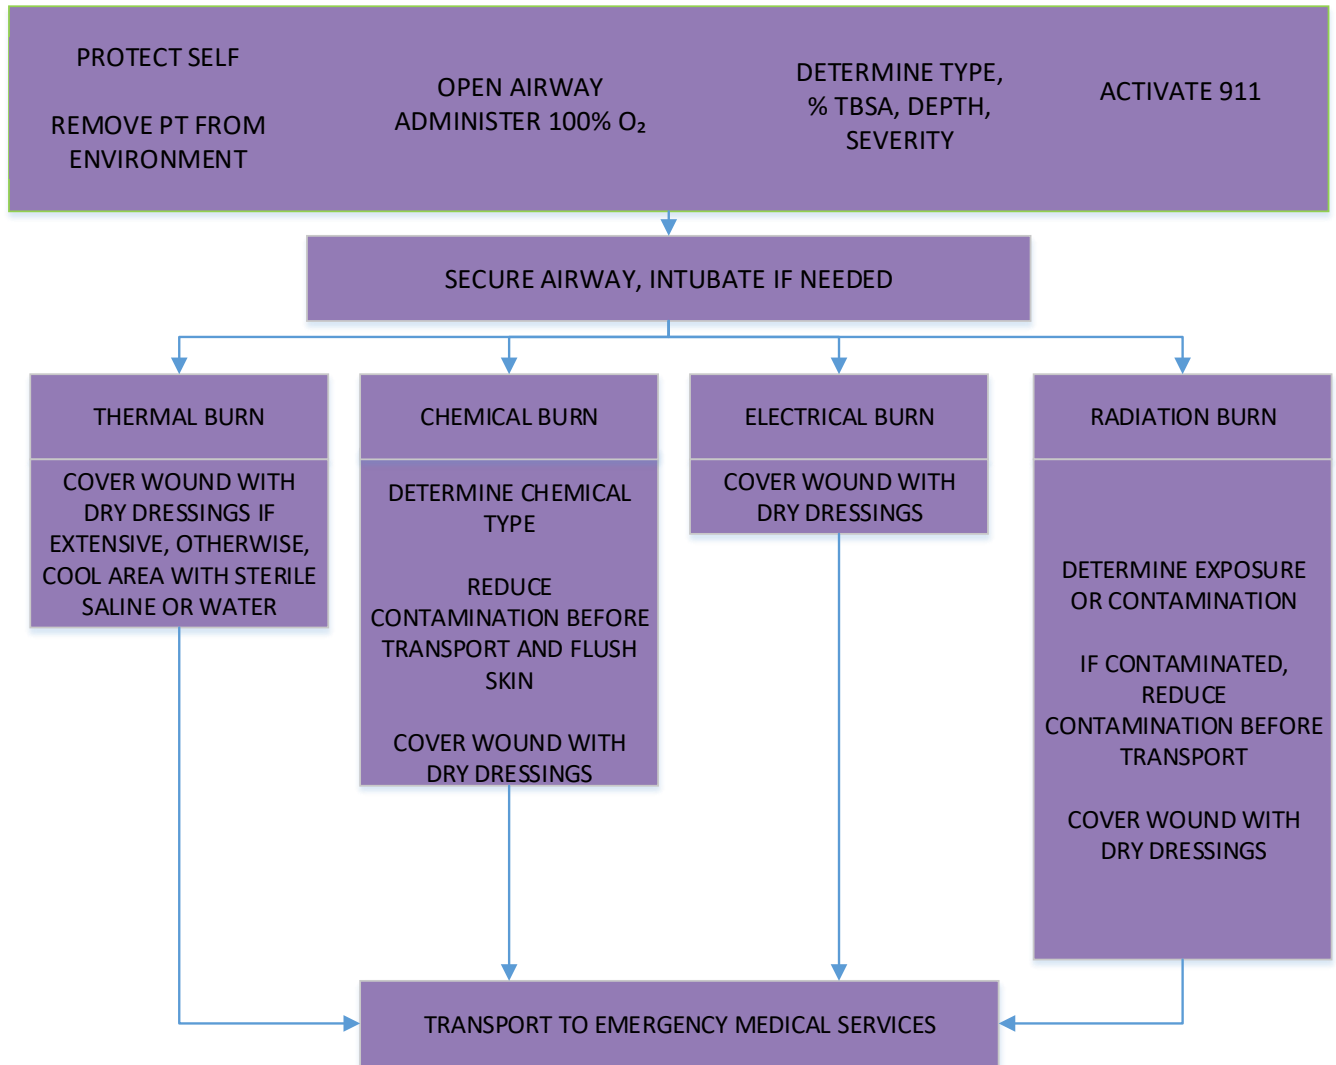 PROTECT SELF
REMOVE PT FROM
ENVIRONMENT
OPEN AIRWAY
ADMINISTER 100% O₂
DETERMINE TYPE,
% TBSA, DEPTH,
SEVERITY
ACTIVATE 911
SECURE AIRWAY, INTUBATE IF NEEDED
THERMAL BURN
COVER WOUND WITH
DRY DRESSINGS IF
EXTENSIVE, OTHERWISE,
COOL AREA WITH STERILE
SALINE OR WATER
CHEMICAL BURN
DETERMINE CHEMICAL
TYPE
REDUCE
CONTAMINATION BEFORE
TRANSPORT AND FLUSH
SKIN
COVER WOUND WITH
DRY DRESSINGS
ELECTRICAL BURN
COVER WOUND WITH
DRY DRESSINGS
RADIATION BURN
DETERMINE EXPOSURE
OR CONTAMINATION
IF CONTAMINATED,
REDUCE
CONTAMINATION BEFORE
TRANSPORT
COVER WOUND WITH
DRY DRESSINGS
TRANSPORT TO EMERGENCY MEDICAL SERVICES